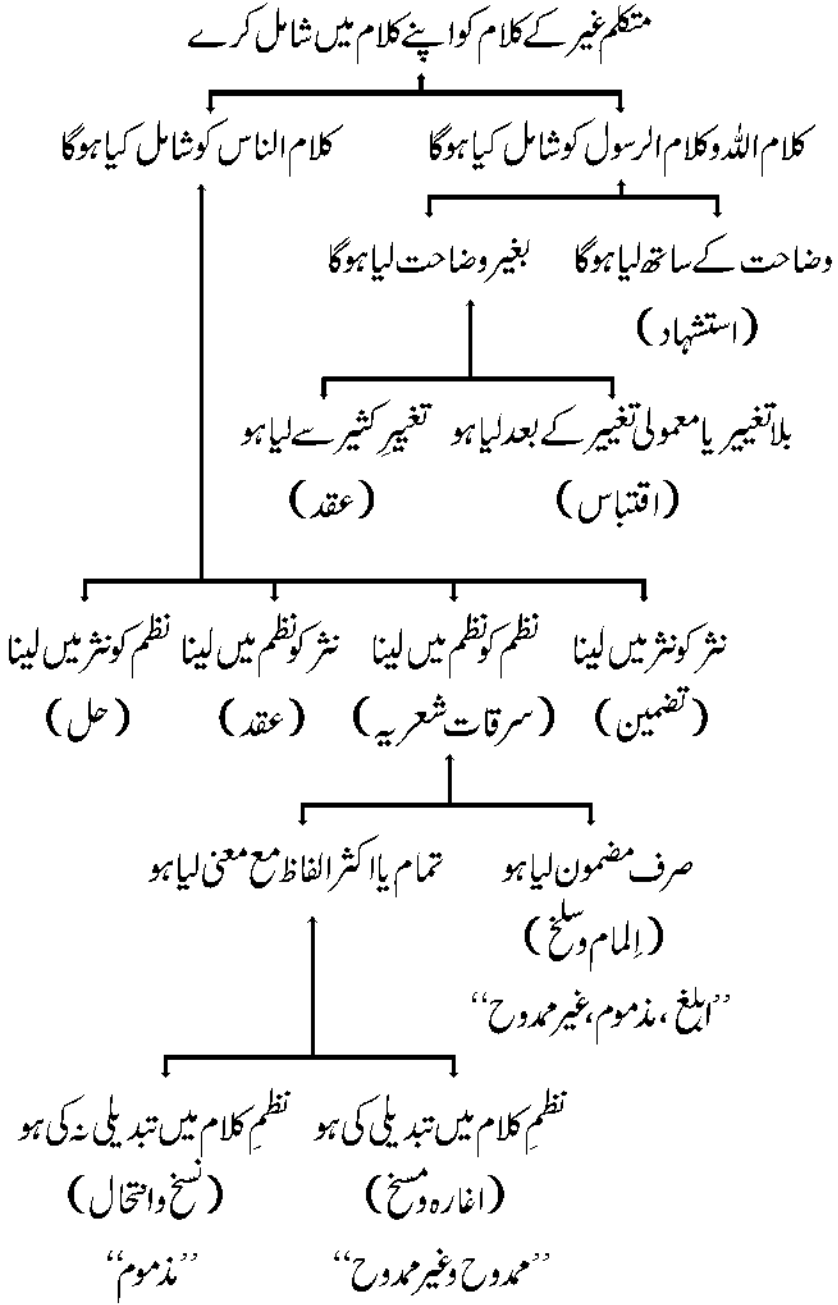 متکلم غیر کے کلام کو اپنے کلام میں شامل کرے
کلام اللہ وکلام الرسول کو شامل کیا ہوگا
کلام الناس کو شامل کیا ہوگا
وضاحت کے ساتھ لیا ہوگا
بغیر وضاحت لیا ہوگا
(استشہاد)
بلا تغییر یا معمولی تغییر کے بعد لیا ہو
تغییرِ کثیر سے لیا ہو
(اقتباس)
(عقد)
نثر کو نثر میں لینا
نظم کو نظم میں لینا
نثر کو نظم میں لینا
نظم کو نثر میں لینا
(تضمین)
(سرقات شعریہ)
(عقد)
(حل)
صرف مضمون لیا ہو
تمام یا اکثر الفاظ مع معنی لیا ہو
(اِلمام وسلخ)
”ابلغ، مذموم، غیر ممدوح“
نظمِ کلام میں تبدیلی کی ہو
نظمِ کلام میں تبدیلی نہ کی ہو
(اغارہ ومسخ)
(نسخ وانتحال)
”ممدوح وغیر ممدوح“
”مذموم“